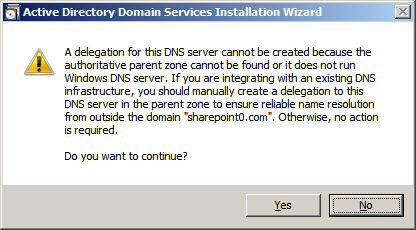 Active Directory Domain Services Installation Wizard
A delegation for this DNS server cannot be created because the
authoritative parent zone cannot be found or it does not run
Windows DNS server. If you are integrating with an existing DNS
infrastructure, you should manually create a delegation to this
DNS server in the parent zone to ensure reliable name resolution
from outside the domain "sharepoint0.com". Otherwise, no action
is required.
Do you want to continue?
Yes
No